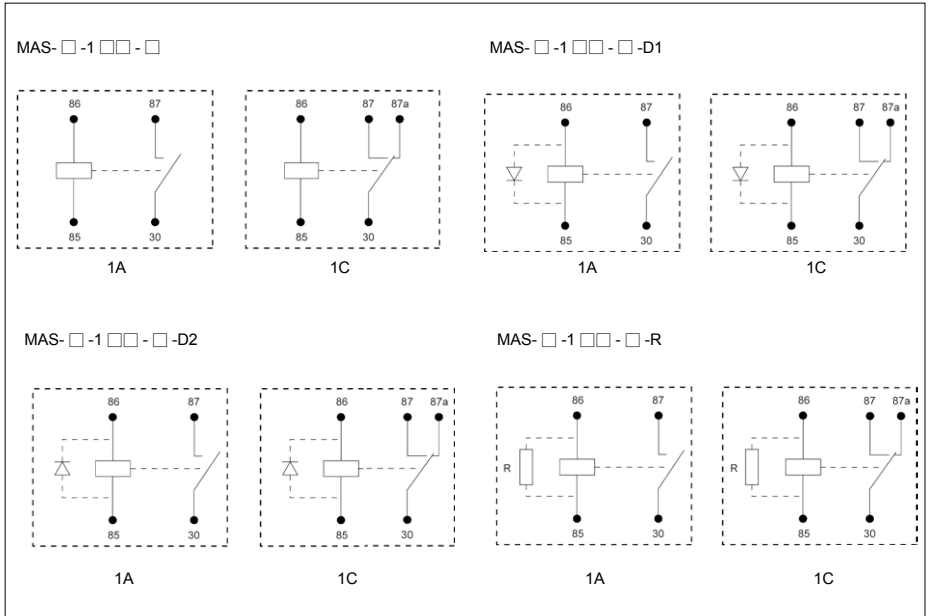 MAS- □ -1 □□ - □
MAS- □ -1 □□ - □ -D1
86 87
86 87 87a
86 87
86 87 87a
85 30
85 30
85 30
85 30
1A
1C
1A
1C
MAS- □ -1 □□ - □ -D2
MAS- □ -1 □□ - □ -R
86 87
86 87 87a
86 87
86 87 87a
R
R
85 30
85 30
85 30
85 30
1A
1C
1A
1C